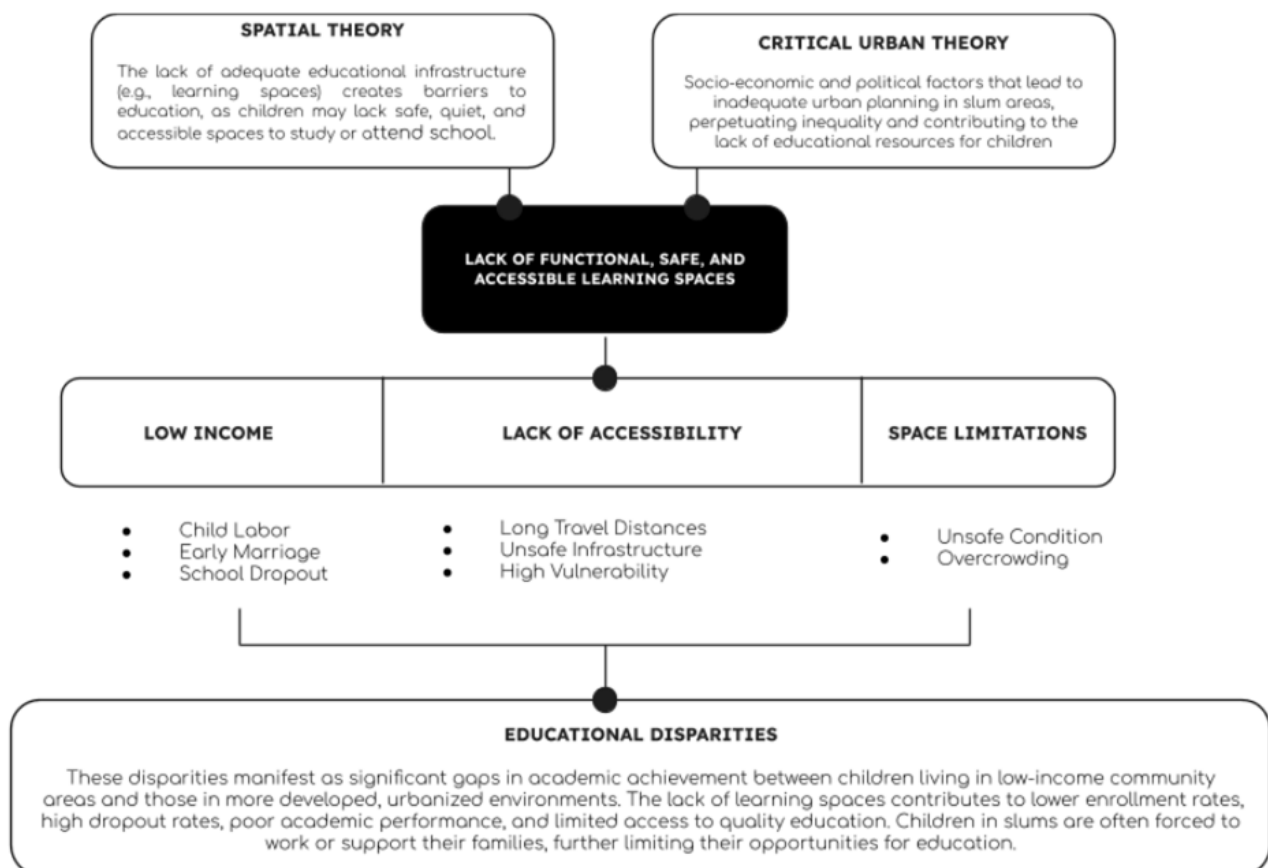 SPATIAL THEORY
The lack of adequate educational infrastructure
(e.g., learning spaces) creates barriers to
education, as children may lack safe, quiet, and
accessible spaces to study or attend school.
CRITICAL URBAN THEORY
Socio-economic and political factors that lead to
inadequate urban planning in slum areas,
perpetuating inequality and contributing to the
lack of educational resources for children
LACK OF FUNCTIONAL, SAFE, AND
ACCESSIBLE LEARNING SPACES
LOW INCOME
• Child Labor
• Early Marriage
• School Dropout
LACK OF ACCESSIBILITY
• Long Travel Distances
• Unsafe Infrastructure
• High Vulnerability
SPACE LIMITATIONS
• Unsafe Condition
• Overcrowding
EDUCATIONAL DISPARITIES
These disparities manifest as significant gaps in academic achievement between children living in low-income community
areas and those in more developed, urbanized environments. The lack of learning spaces contributes to lower enrollment rates,
high dropout rates, poor academic performance, and limited access to quality education. Children in slums are often forced to
work or support their families, further limiting their opportunities for education.